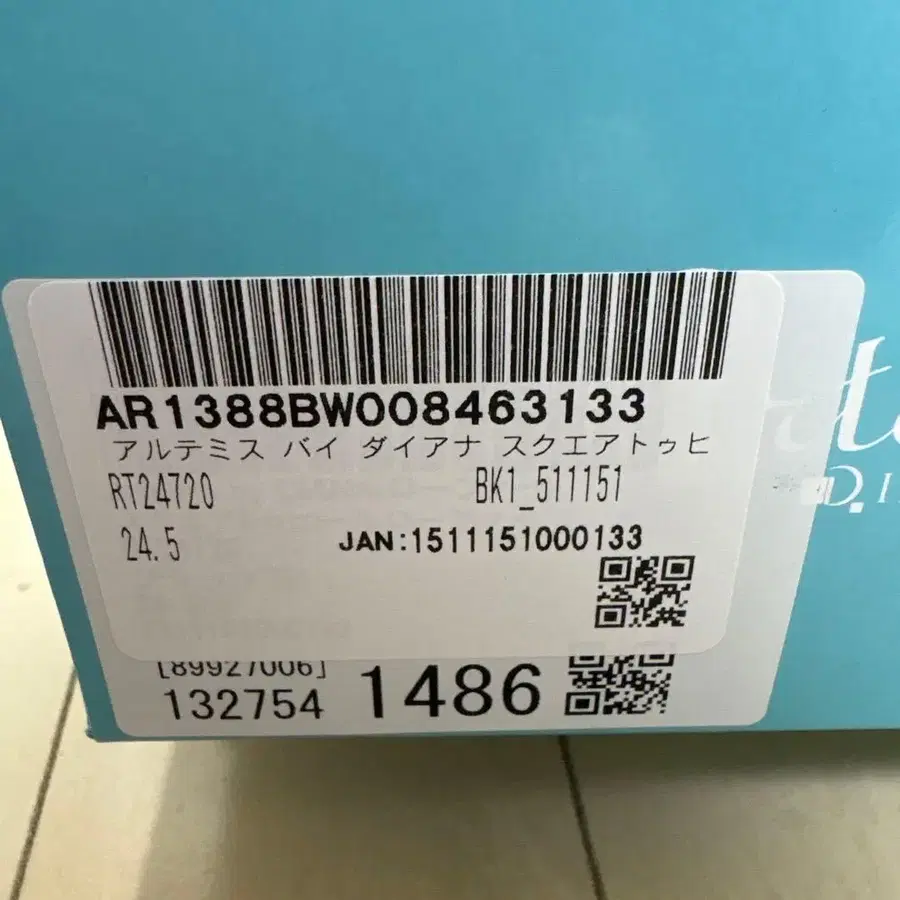 AR1388BW008463133
アルテミス バイ ダイアナ スクエアトゥヒ
RT24720 BK1_511151
24.5 JAN:1511151000133
[89927006]
132754 1486